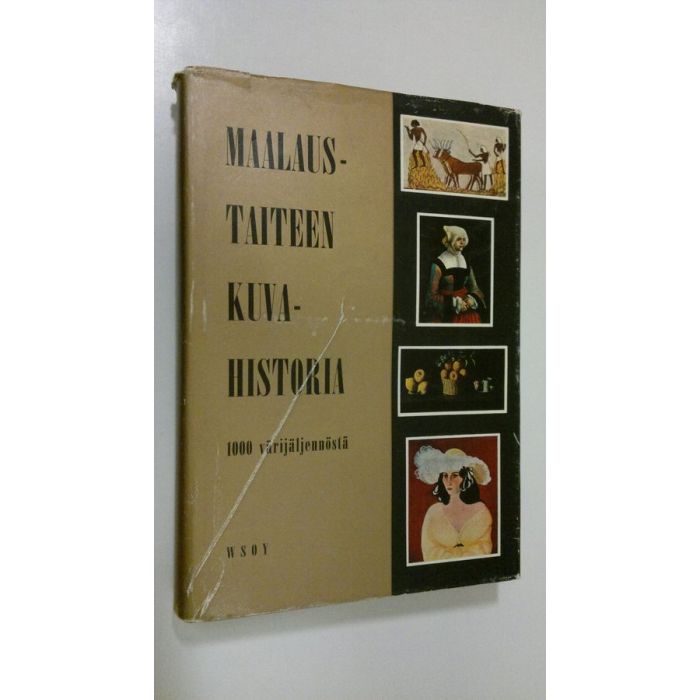 MAALAUS-
TAITEEN
KUVA-
HISTORIA
1000 värijäljennöstä
WSOY